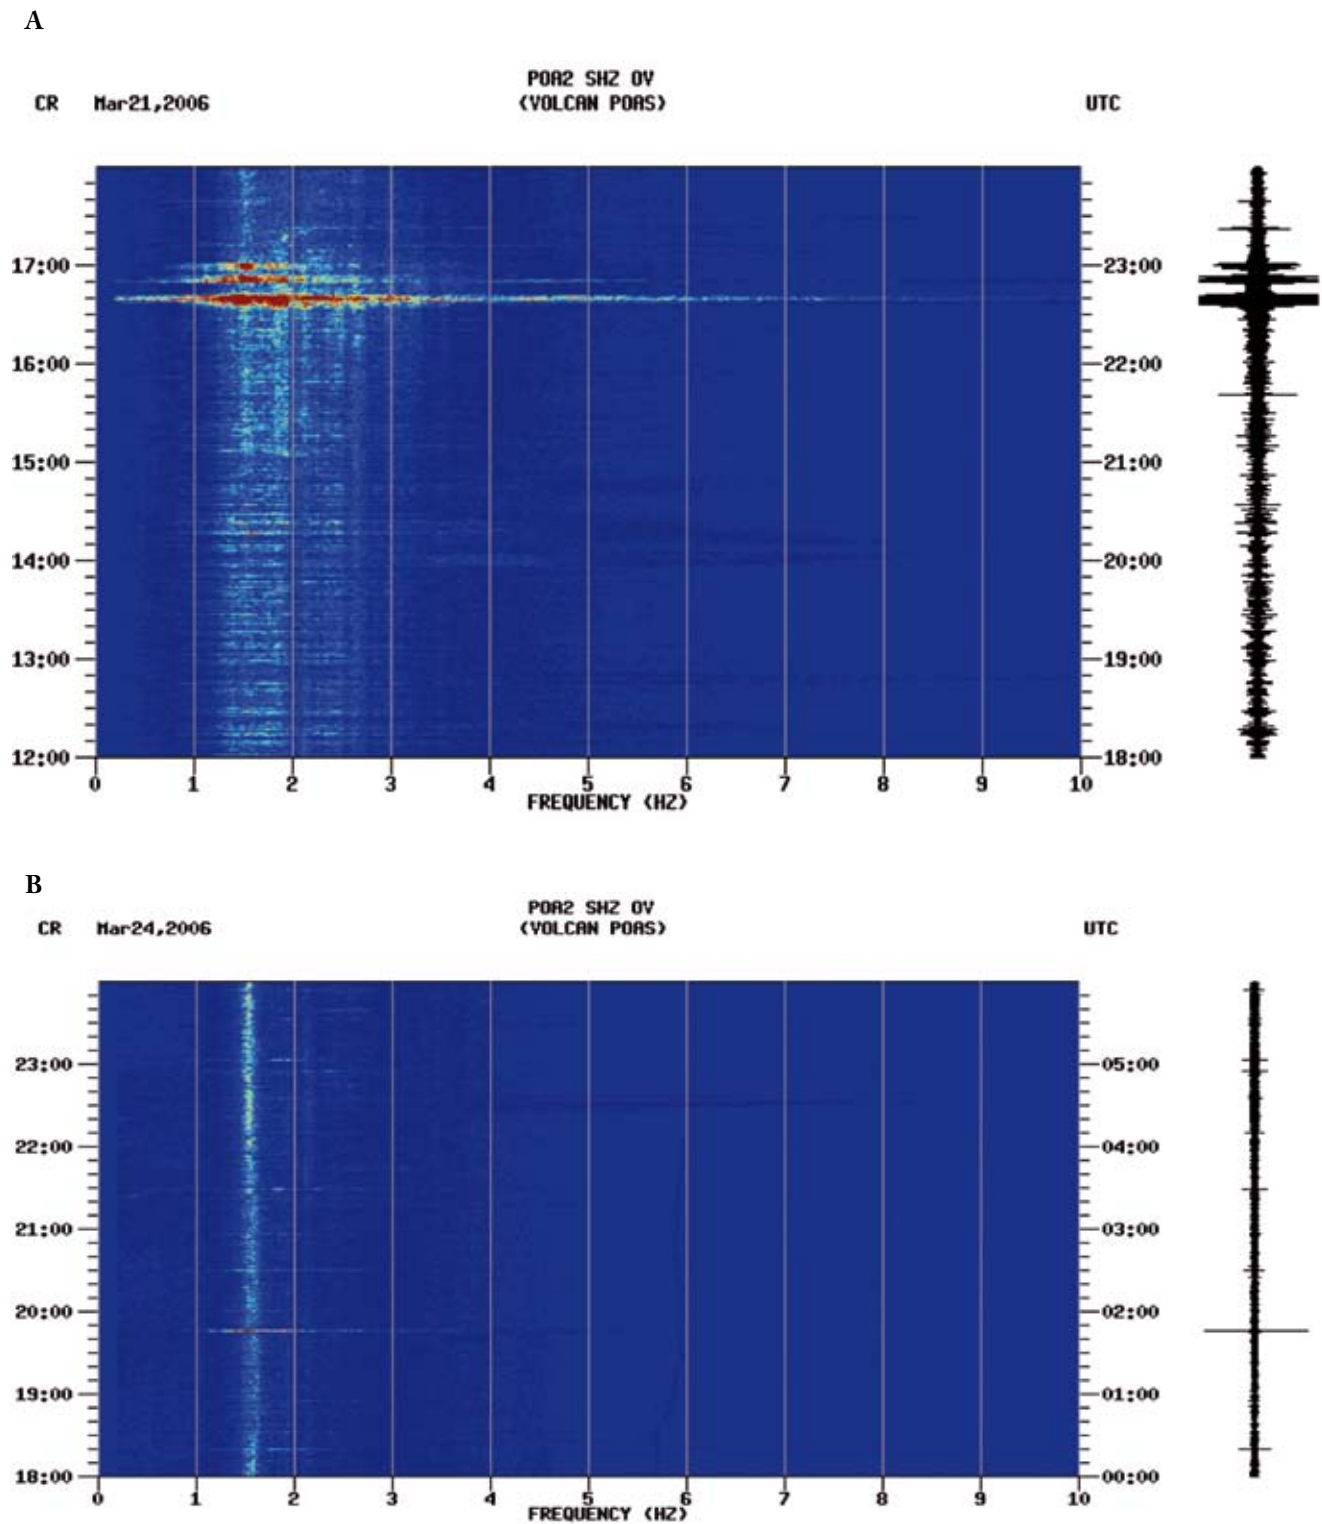 A
POA2 SHZ OV
CR Mar21,2006 (VOLCAN POAS) UTC
17:00 23:00
16:00 22:00
15:00 21:00
14:00 20:00
13:00 19:00
12:00 18:00
0 1 2 3 4 5 6 7 8 9 10
FREQUENCY (HZ)
B
POA2 SHZ OV
CR Mar24,2006 (VOLCAN POAS) UTC
23:00 05:00
22:00 04:00
21:00 03:00
20:00 02:00
19:00 01:00
18:00 00:00
0 1 2 3 4 5 6 7 8 9 10
FREQUENCY (HZ)